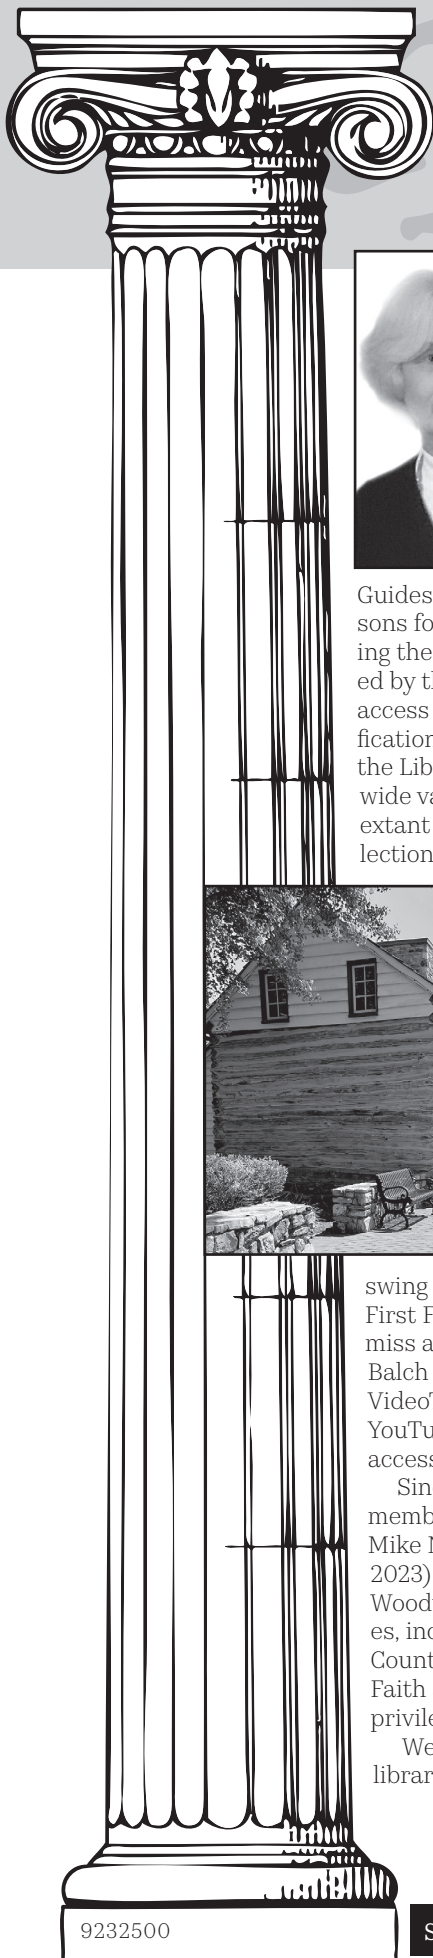 Guides
sons fo
ing the
ed by t
access
fication
the Lib
wide va
extant
lection
swing
First F
miss a
Balch
Video
YouTu
access
Sin
memb
Mike
2023)
Wood
es, inc
Count
Faith
privile
We
librar
9232500
S